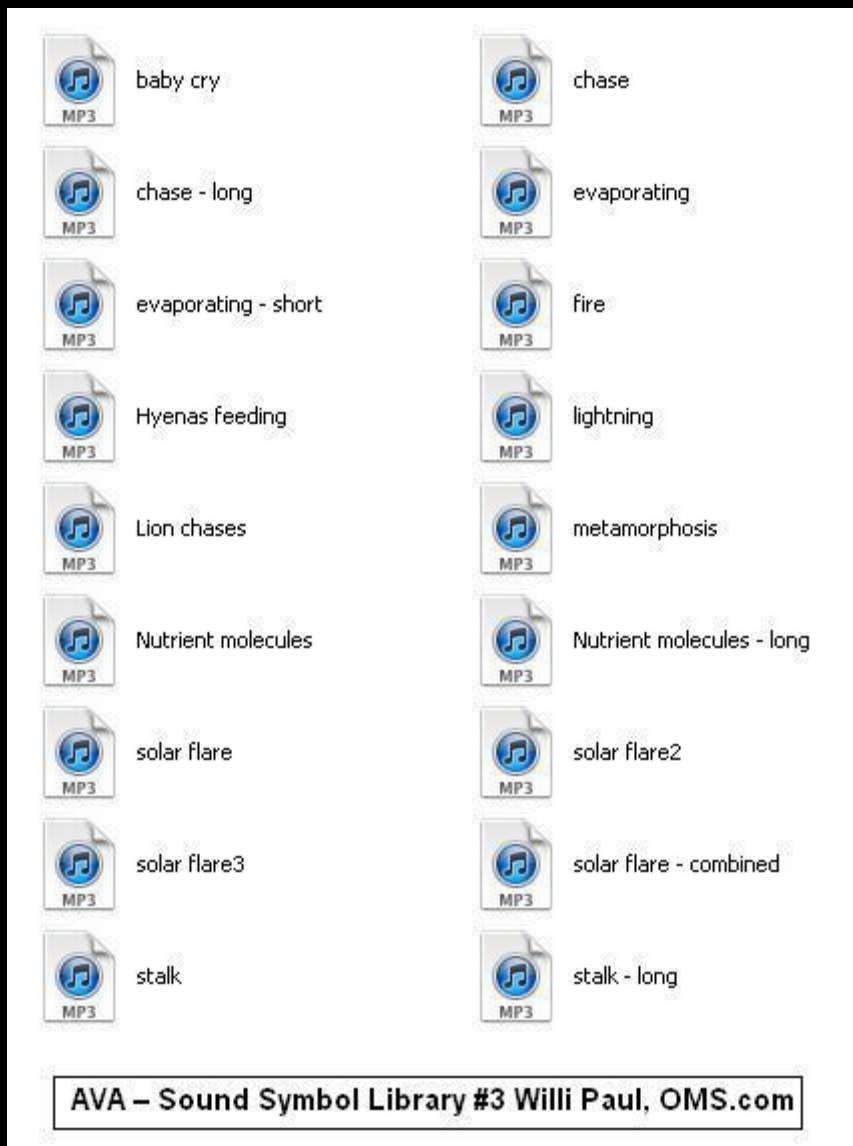 baby cry
MP3
chase
MP3
chase - long
MP3
evaporating
MP3
evaporating - short
MP3
fire
MP3
Hyenas feeding
MP3
lightning
MP3
Lion chases
MP3
metamorphosis
MP3
Nutrient molecules
MP3
Nutrient molecules - long
MP3
solar flare
MP3
solar flare2
MP3
solar flare3
MP3
solar flare - combined
MP3
stalk
MP3
stalk - long
MP3
AVA – Sound Symbol Library #3 Willi Paul, OMS.com